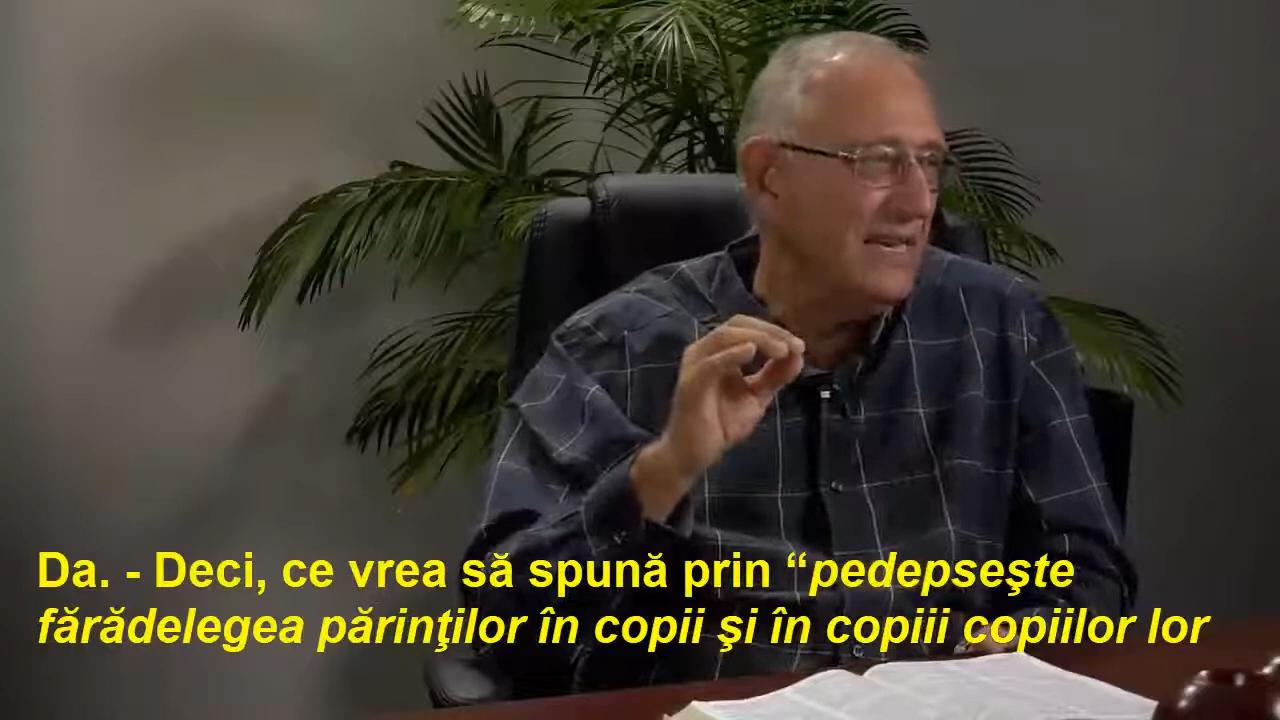 Da. - Deci, ce vrea să spună prin “pedepseşte
fărădelegea părinţilor în copii şi în copiii copiilor lor